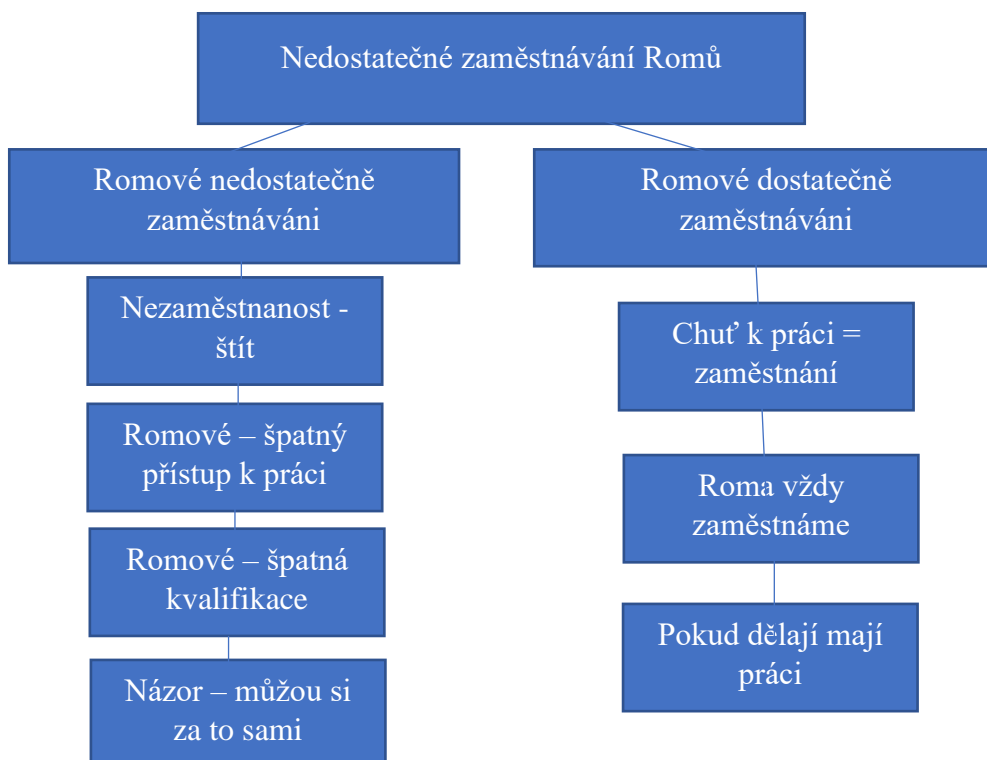 Nedostatečné zaměstnávání Romů
Romové nedostatečně
zaměstnáváni
Nezaměstnanost -
štít
Romové – špatný
přístup k práci
Romové – špatná
kvalifikace
Názor – můžou si
za to sami
Romové dostatečně
zaměstnáváni
Chuť k práci =
zaměstnání
Roma vždy
zaměstnáme
Pokud dělají mají
práci